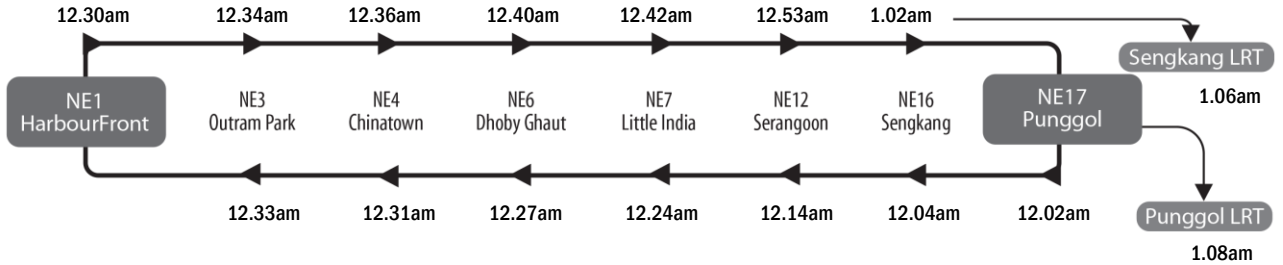 12.30am 12.34am 12.36am 12.40am 12.42am 12.53am 1.02am
Sengkang LRT
1.06am
NE1
HarbourFront
NE3
Outram Park
NE4
Chinatown
NE6
Dhoby Ghaut
NE7
Little India
NE12
Serangoon
NE16
Sengkang
NE17
Punggol
12.33am 12.31am 12.27am 12.24am 12.14am 12.04am 12.02am
Punggol LRT
1.08am